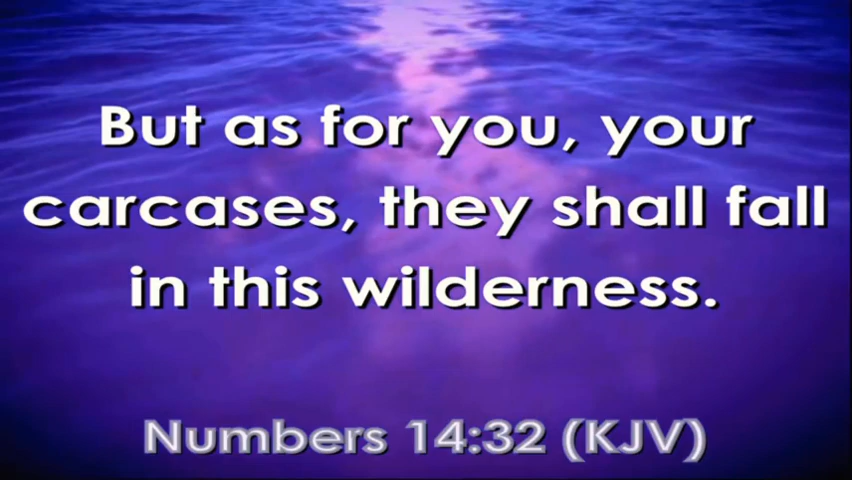 But as for you, your
carcases, they shall fall
in this wilderness.
Numbers 14:32 (KJV)